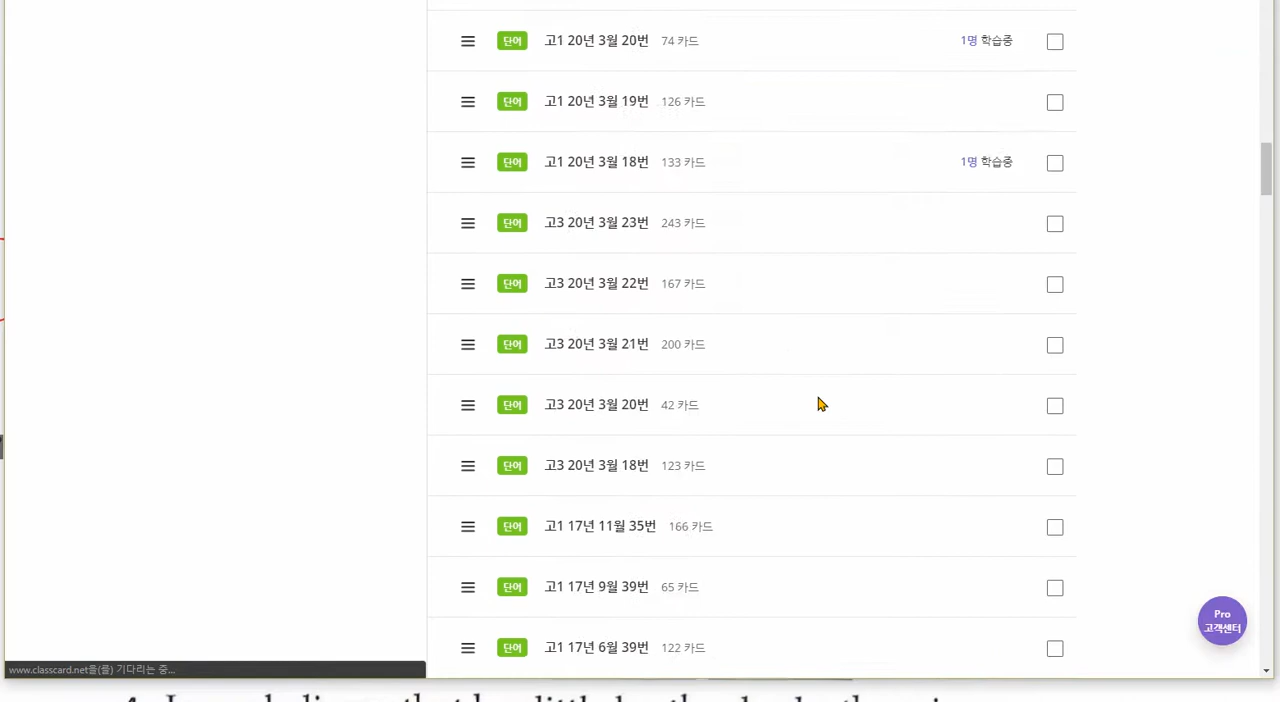 단어 고1 20년 3월 20번 74 카드 1명 학습중
단어 고1 20년 3월 19번 126 카드
단어 고1 20년 3월 18번 133 카드 1명 학습중
단어 고3 20년 3월 23번 243 카드
단어 고3 20년 3월 22번 167 카드
단어 고3 20년 3월 21번 200 카드
단어 고3 20년 3월 20번 42 카드
단어 고3 20년 3월 18번 123 카드
단어 고1 17년 11월 35번 166 카드
단어 고1 17년 9월 39번 65 카드
Pro
고객센터
단어 고1 17년 6월 39번 122 카드
www.classcard.net을(를) 기다리는 중...